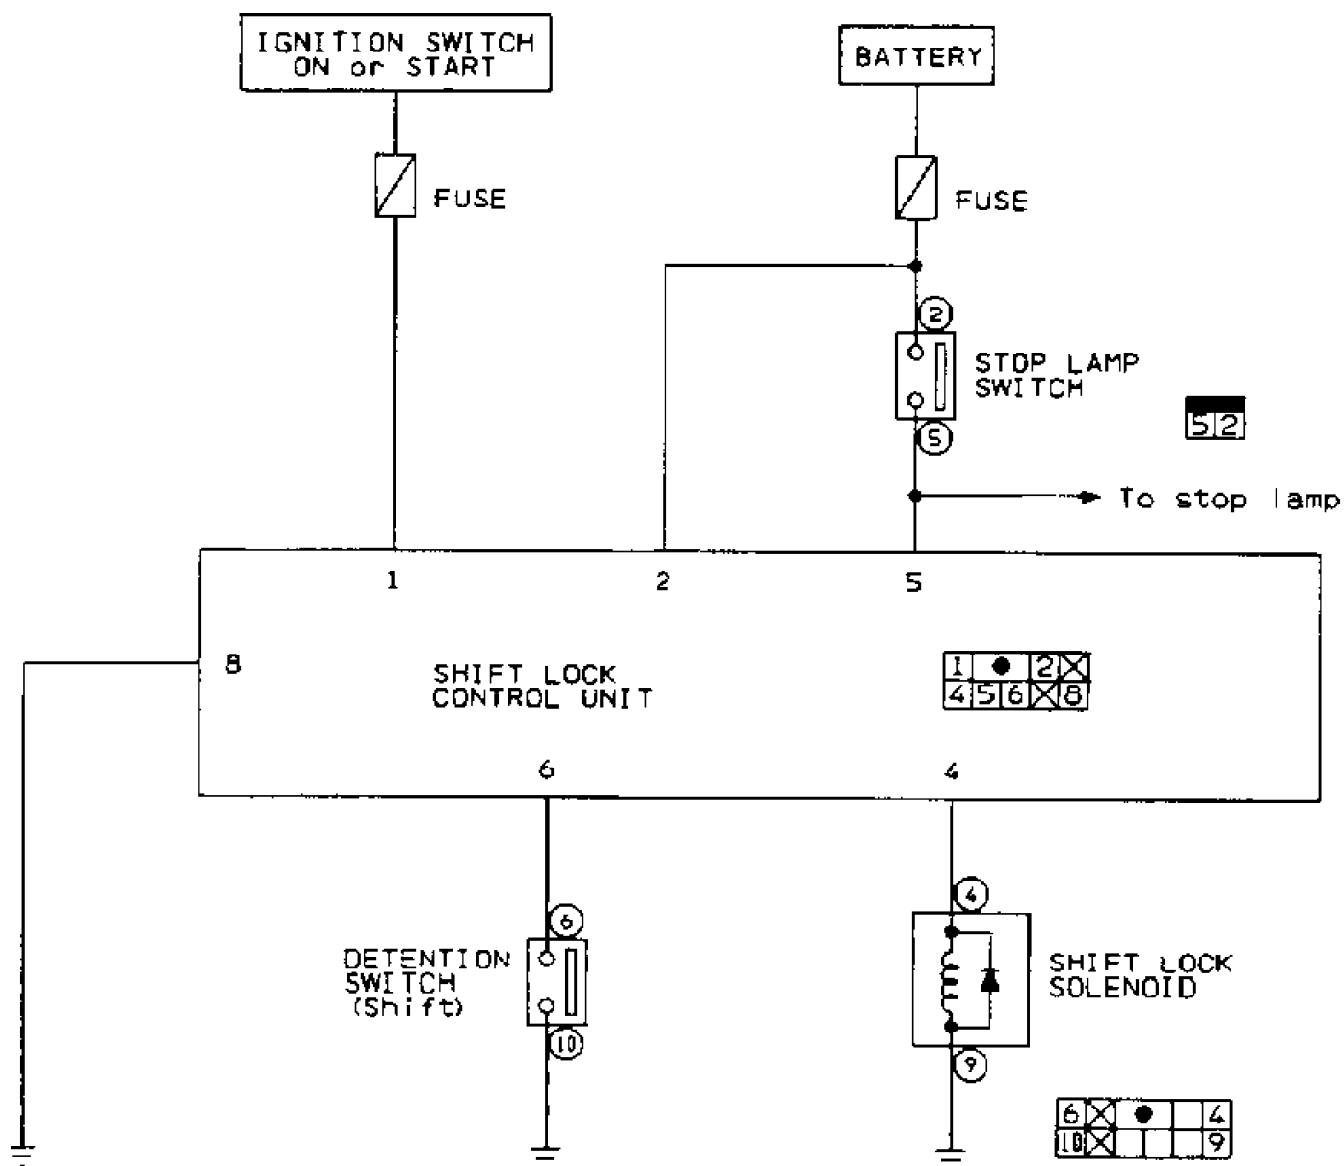 IGNITION SWITCH
ON or START
BATTERY
FUSE
FUSE
2
STOP LAMP
SWITCH
5 2
5
To stop lamp
1
2
5
8
SHIFT LOCK
CONTROL UNIT
1 2
4 5 6 8
6
4
6
4
DETENTION
SWITCH
(Shift)
SHIFT LOCK
SOLENOID
10
9
6 4
10 9